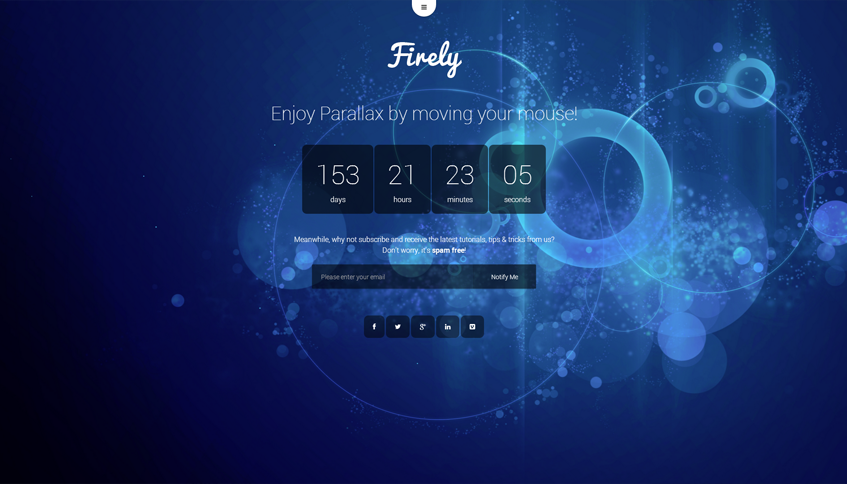 Firely
Enjoy Parallax by moving your mouse!
153 21 23 05
days hours minutes seconds
Meanwhile, why not subscribe and receive the latest tutorials, tips & tricks from us?
Don't worry, it's spam free!
Please enter your email Notify Me